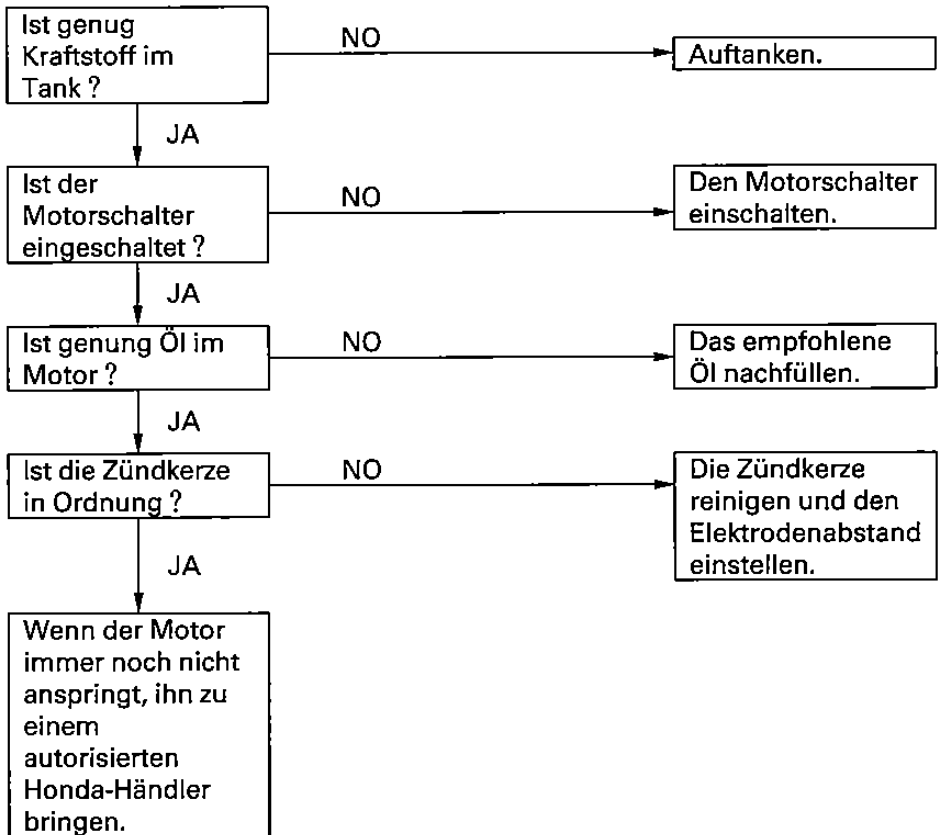 Ist genug
Kraftstoff im
Tank ?
NO
Auftanken.
JA
Ist der
Motorschalter
eingeschaltet ?
NO
Den Motorschalter
einschalten.
JA
Ist genung Öl im
Motor ?
NO
Das empfohlene
Öl nachfüllen.
JA
Ist die Zündkerze
in Ordnung ?
NO
Die Zündkerze
reinigen und den
Elektrodenabstand
einstellen.
JA
Wenn der Motor
immer noch nicht
anspringt, ihn zu
einem
autorisierten
Honda-Händler
bringen.